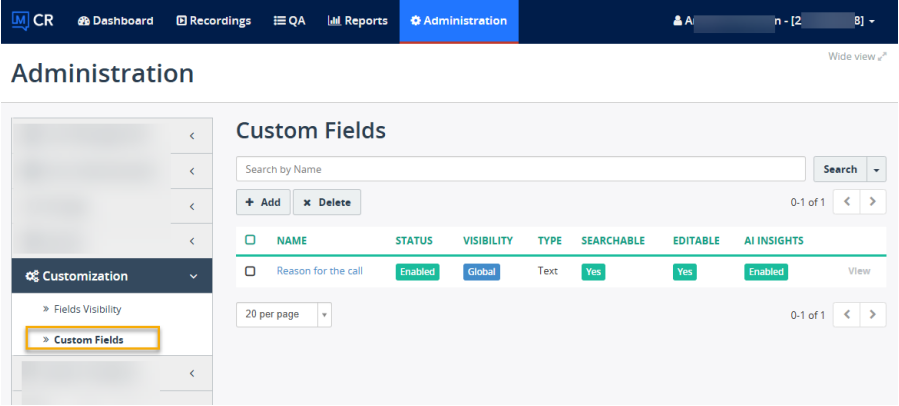 M CR Dashboard Recordings QA Reports Administration n - [2 8]
Wide view
Administration
Custom Fields
Search by Name Search
+ Add × Delete 0-1 of 1
NAME STATUS VISIBILITY TYPE SEARCHABLE EDITABLE AI INSIGHTS
Customization
Reason for the call Enabled Global Text Yes Yes Enabled View
» Fields Visibility
20 per page 0-1 of 1
» Custom Fields